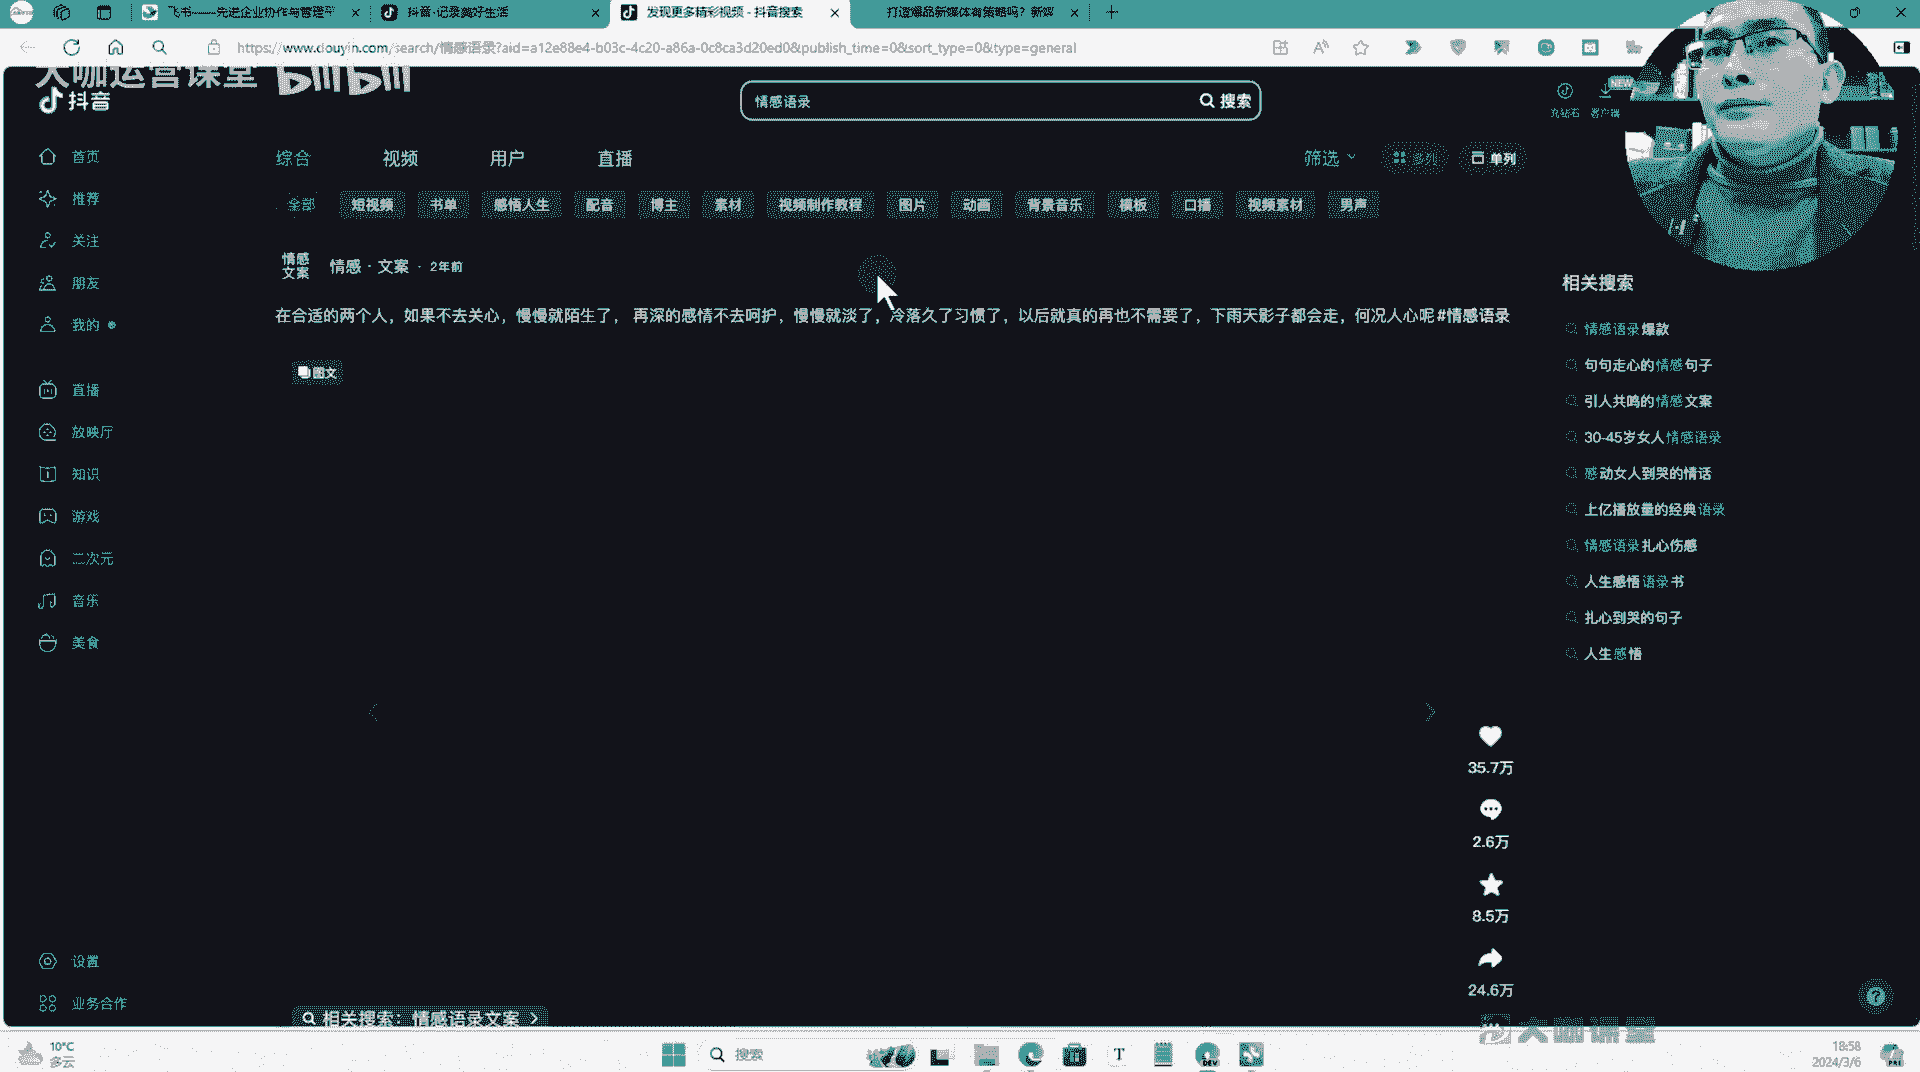 飞书——先进企业协作与管理平
抖音-记录美好生活
发现更多精彩视频 - 抖音搜索
打造爆品新媒体有策略吗？新媒
https://www.douyin.com/search/情感语录?aid=a12e88e4-b03c-4c20-a86a-0c8ca3d20ed0&publish_time=0&sort_type=0&type=general
大咖运营课堂 bilibili
抖音
情感语录
搜索
充钻石
客户端
NEW
首页
推荐
关注
朋友
我的
直播
放映厅
知识
游戏
二次元
音乐
美食
设置
业务合作
综合 视频 用户 直播
筛选 多列 单列
全部 短视频 书单 感悟人生 配音 博主 素材 视频制作教程 图片 动画 背景音乐 模板 口播 视频素材 男声
情感
文案
情感·文案 · 2年前
在合适的两个人，如果不去关心，慢慢就陌生了， 再深的感情不去呵护，慢慢就淡了，冷落久了习惯了，以后就真的再也不需要了，下雨天影子都会走，何况人心呢#情感语录
图文
35.7万
2.6万
8.5万
24.6万
相关搜索：情感语录文案
相关搜索
情感语录爆款
句句走心的情感句子
引人共鸣的情感文案
30-45岁女人情感语录
感动女人到哭的情话
上亿播放量的经典语录
情感语录扎心伤感
人生感悟语录书
扎心到哭的句子
人生感悟
大咖课堂
10°C
多云
搜索
18:58
2024/3/6